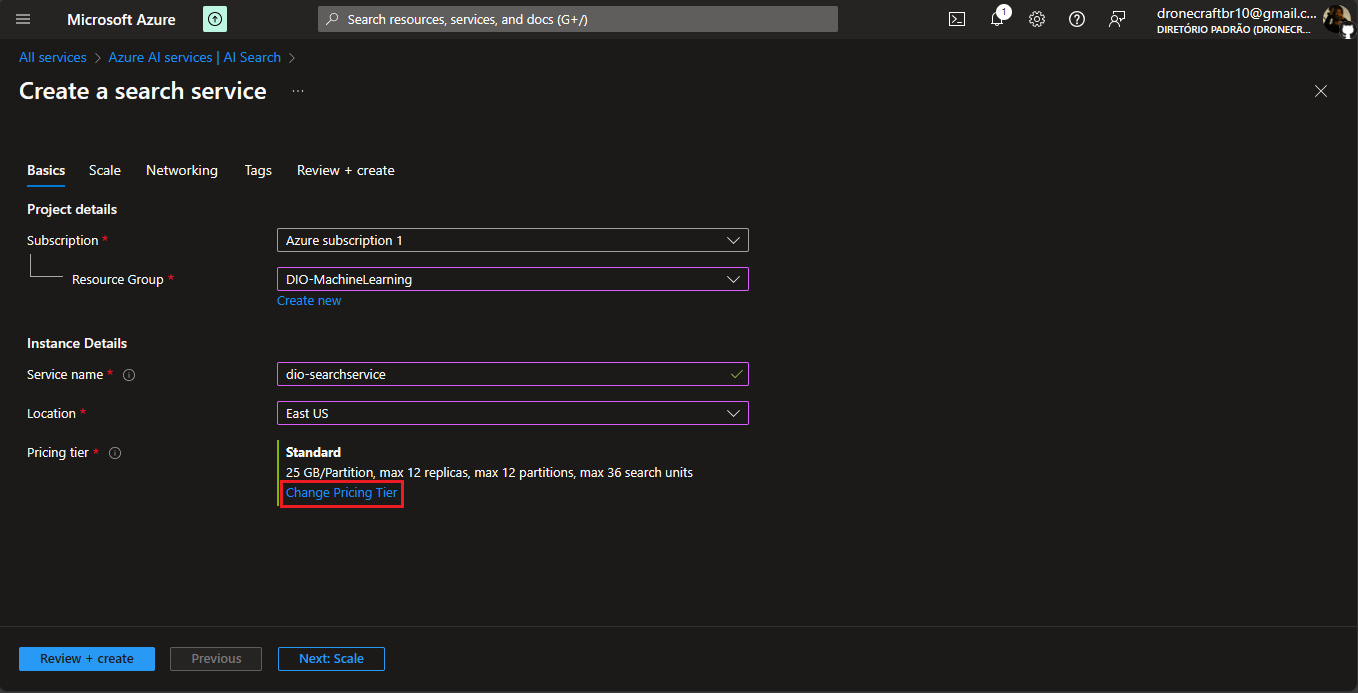 Microsoft Azure
Search resources, services, and docs (G+/)
1
dronecraftbr10@gmail.c...
DIRETÓRIO PADRÃO (DRONECR...
All services > Azure AI services | AI Search >
Create a search service ...
Basics Scale Networking Tags Review + create
Project details
Subscription * Azure subscription 1
Resource Group * DIO-MachineLearning
Create new
Instance Details
Service name * dio-searchservice
Location * East US
Pricing tier * Standard
25 GB/Partition, max 12 replicas, max 12 partitions, max 36 search units
Change Pricing Tier
Review + create Previous Next: Scale